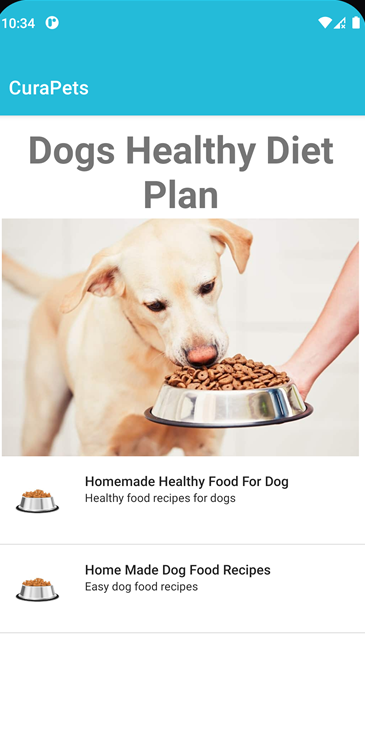 10:34
CuraPets
Dogs Healthy Diet
Plan
Homemade Healthy Food For Dog
Healthy food recipes for dogs
Home Made Dog Food Recipes
Easy dog food recipes